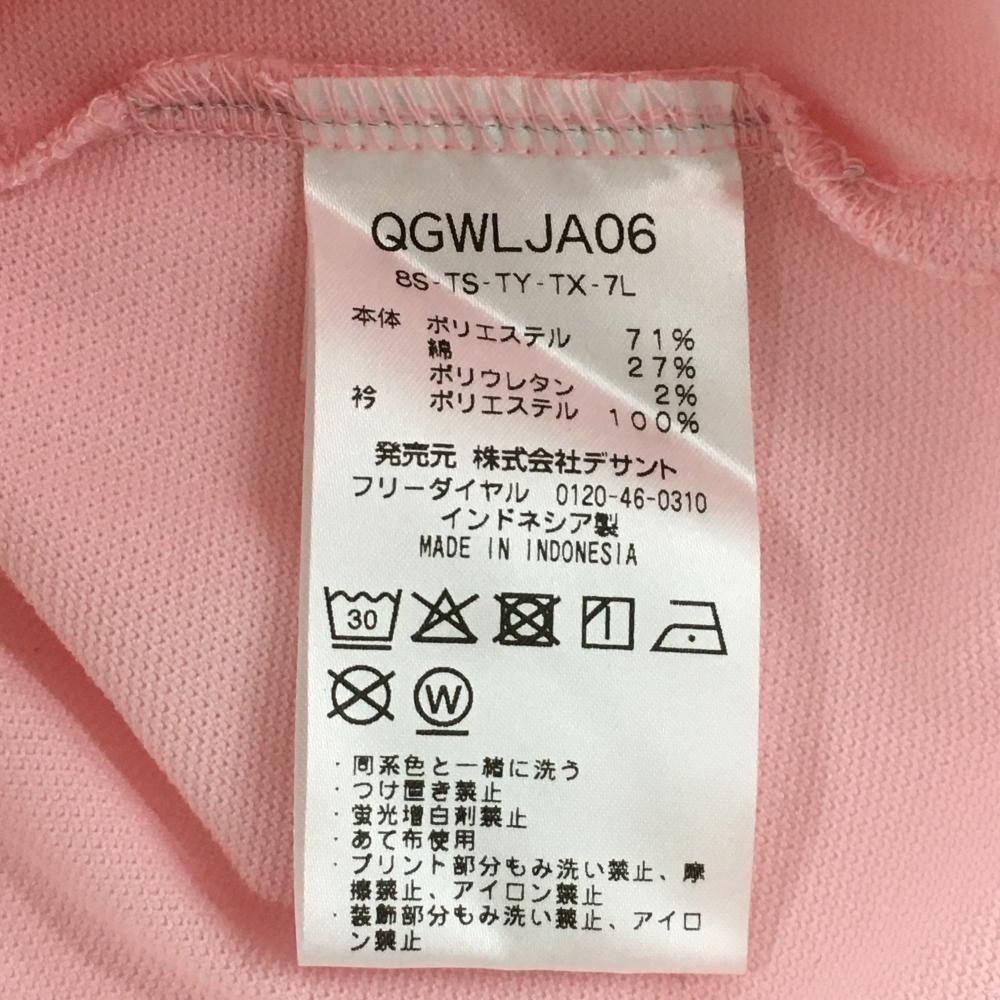 QGWLJA06
8S-TS-TY-TX-7L
本体 ポリエステル 71%
綿 27%
ポリウレタン 2%
衿 ポリエステル 100%
発売元 株式会社デサント
フリーダイヤル 0120-46-0310
インドネシア製
MADE IN INDONESIA
30
W
・同系色と一緒に洗う
・つけ置き禁止
・蛍光増白剤禁止
・あて布使用
・プリント部分もみ洗い禁止、摩
擦禁止、アイロン禁止
・装飾部分もみ洗い禁止、アイロ
ン禁止